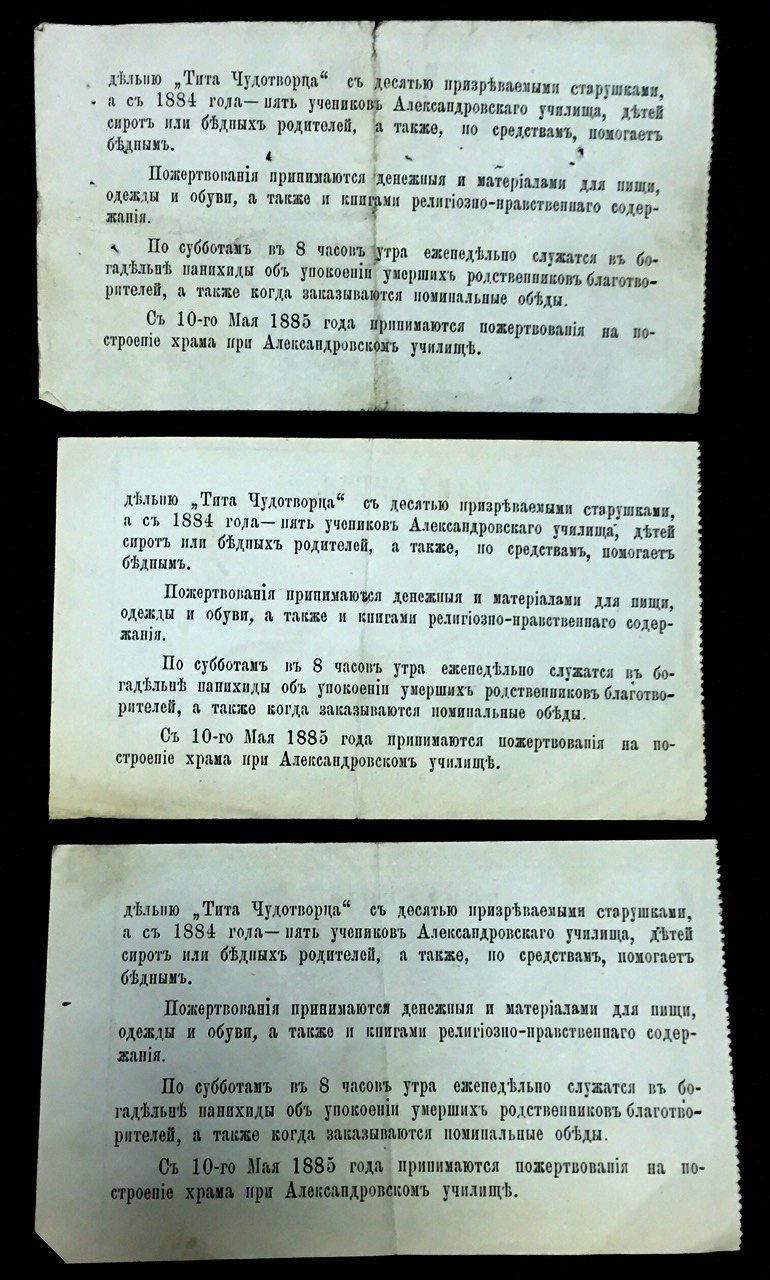 дѣльню „Тита Чудотворца“ съ десятью призрѣваемыми старушками,
а съ 1884 года— пять учениковъ Александровскаго училища, дѣтей
сиротъ или бѣдныхъ родителей, а также, по средствамъ, помогаетъ
бѣднымъ.
Пожертвованія принимаются денежныя и матеріалами для пищи,
одежды и обуви, а также и книгами религіозно-нравственнаго содер-
жанія.
По субботамъ въ 8 часовъ утра еженедѣльно служатся въ бо-
гадѣльнѣ панихиды объ упокоеніи умершихъ родственниковъ благотво-
рителей, а также когда заказываются поминальные обѣды.
Съ 10-го Мая 1885 года принимаются пожертвованія на по-
строеніе храма при Александровскомъ училищѣ.
дѣльню „Тита Чудотворца“ съ десятью призрѣваемыми старушками,
а съ 1884 года— пять учениковъ Александровскаго училища, дѣтей
сиротъ или бѣдныхъ родителей, а также, по средствамъ, помогаетъ
бѣднымъ.
Пожертвованія принимаются денежныя и матеріалами для пищи,
одежды и обуви, а также и книгами религіозно-нравственнаго содер-
жанія.
По субботамъ въ 8 часовъ утра еженедѣльно служатся въ бо-
гадѣльнѣ панихиды объ упокоеніи умершихъ родственниковъ благотво-
рителей, а также когда заказываются поминальные обѣды.
Съ 10-го Мая 1885 года принимаются пожертвованія на по-
строеніе храма при Александровскомъ училищѣ.
дѣльню „Тита Чудотворца“ съ десятью призрѣваемыми старушками,
а съ 1884 года— пять учениковъ Александровскаго училища, дѣтей
сиротъ или бѣдныхъ родителей, а также, по средствамъ, помогаетъ
бѣднымъ.
Пожертвованія принимаются денежныя и матеріалами для пищи,
одежды и обуви, а также и книгами религіозно-нравственнаго содер-
жанія.
По субботамъ въ 8 часовъ утра еженедѣльно служатся въ бо-
гадѣльнѣ панихиды объ упокоеніи умершихъ родственниковъ благотво-
рителей, а также когда заказываются поминальные обѣды.
Съ 10-го Мая 1885 года принимаются пожертвованія на по-
строеніе храма при Александровскомъ училищѣ.